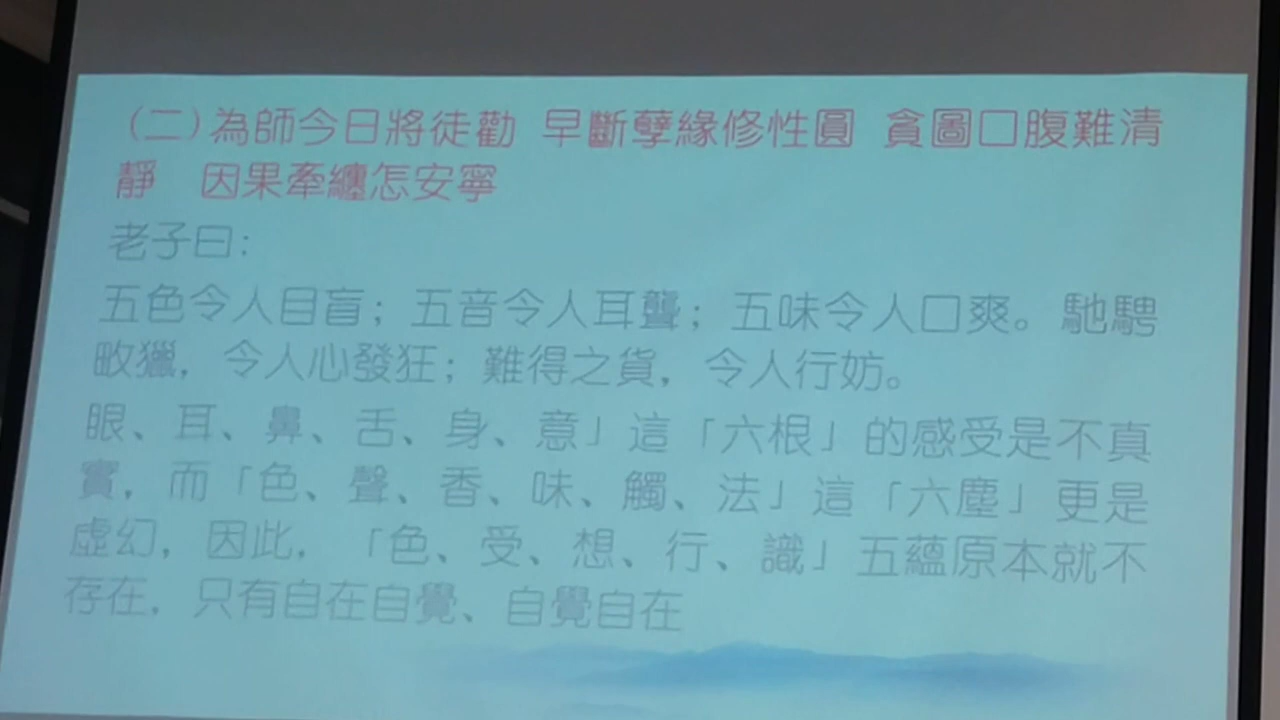 (二)為師今日將徒勸 早斷孽緣修性圓 貪圖口腹難清
靜 因果牽纏怎安寧
老子曰:
五色令人目盲；五音令人耳聾；五味令人口爽。馳騁
畋獵，令人心發狂；難得之貨，令人行妨。
眼、耳、鼻、舌、身、意」這「六根」的感受是不真
實，而「色、聲、香、味、觸、法」這「六塵」更是
虛幻，因此，「色、受、想、行、識」五蘊原本就不
存在，只有自在自覺、自覺自在